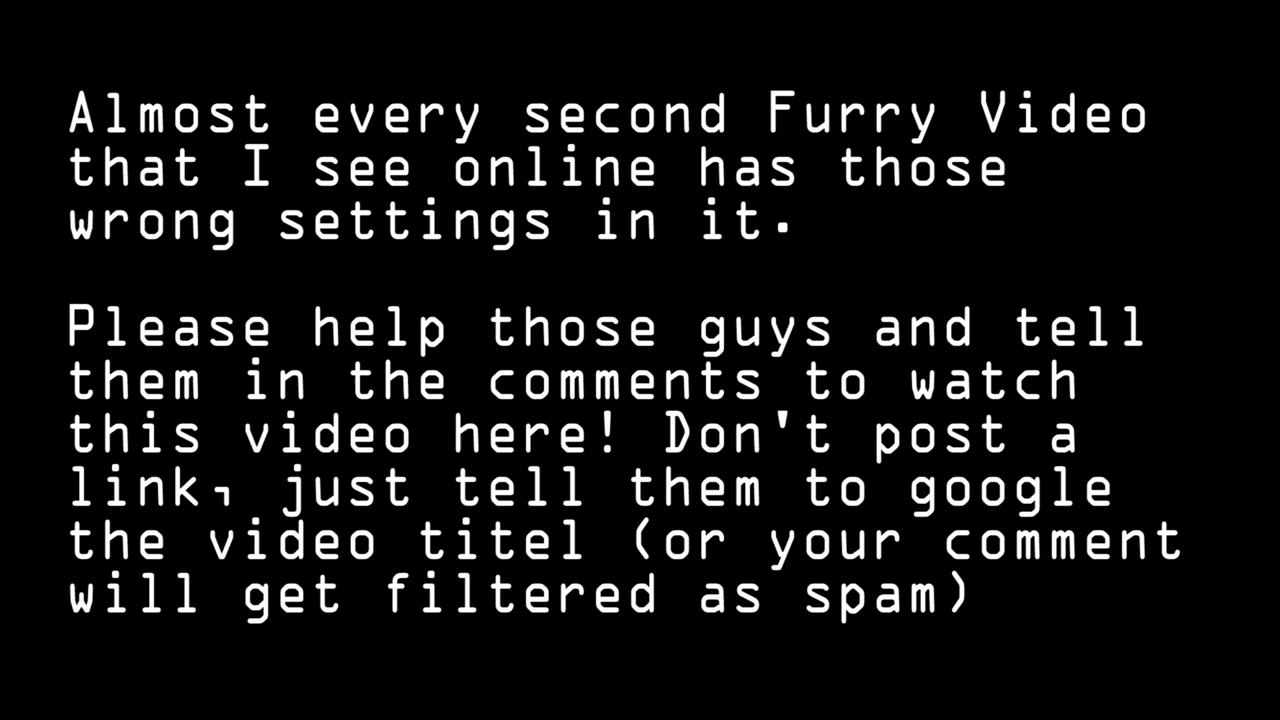 Almost every second Furry Video
that I see online has those
wrong settings in it.
Please help those guys and tell
them in the comments to watch
this video here! Don't post a
link, just tell them to google
the video titel (or your comment
will get filtered as spam)